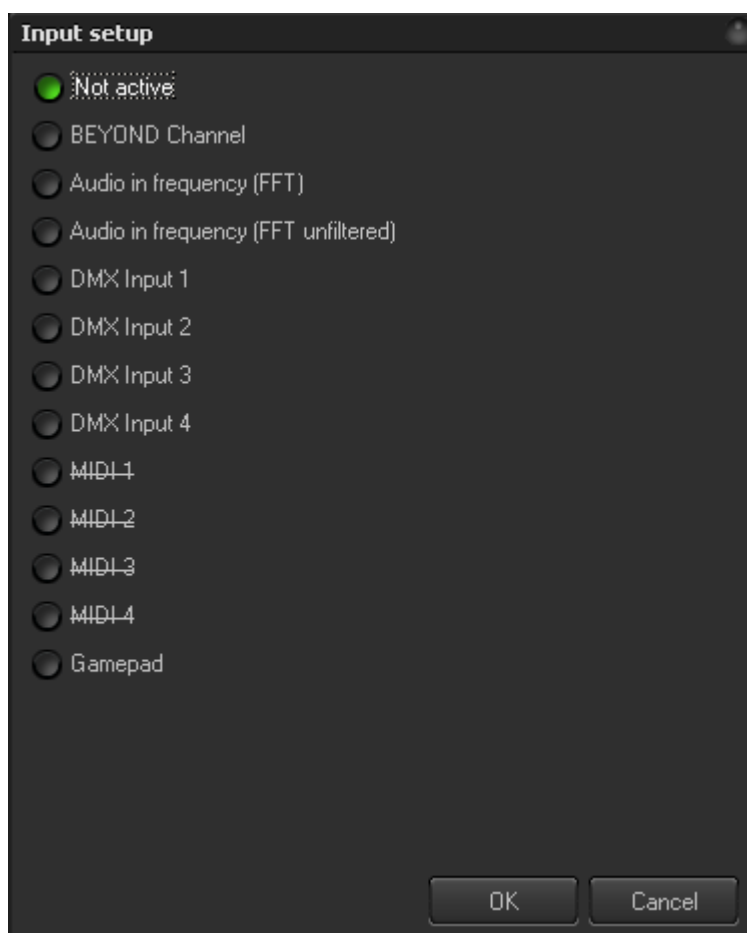 Input setup
Not active
BEYOND Channel
Audio in frequency (FFT)
Audio in frequency (FFT unfiltered)
DMX Input 1
DMX Input 2
DMX Input 3
DMX Input 4
MIDI 1
MIDI 2
MIDI 3
MIDI 4
Gamepad
OK Cancel